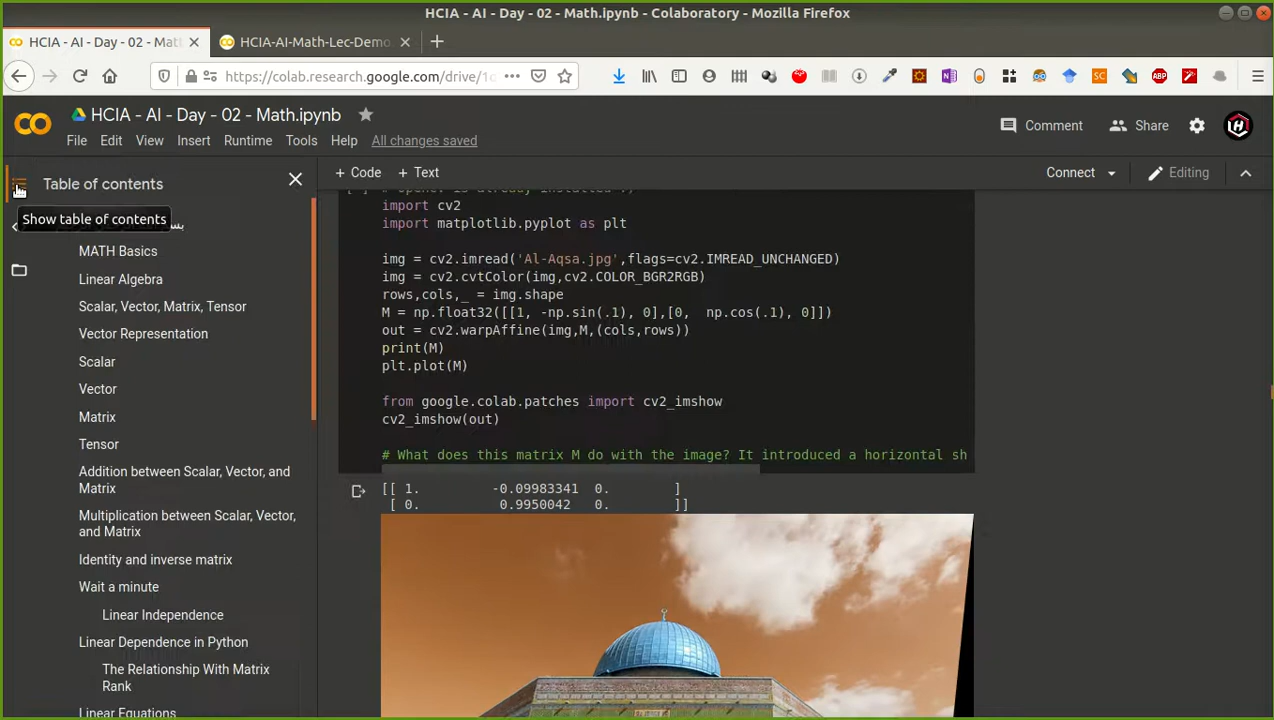 HCIA - AI - Day - 02 - Math.ipynb - Colaboratory - Mozilla Firefox
HCIA - AI - Day - 02 - Mat
HCIA-AI-Math-Lec-Demo.
https://colab.research.google.com/drive/1
HCIA - AI - Day - 02 - Math.ipynb
File Edit View Insert Runtime Tools Help All changes saved
Comment Share
Table of contents
+ Code + Text
Connect Editing
Show table of contents
MATH Basics
Linear Algebra
Scalar, Vector, Matrix, Tensor
Vector Representation
Scalar
Vector
Matrix
Tensor
Addition between Scalar, Vector, and
Matrix
Multiplication between Scalar, Vector,
and Matrix
Identity and inverse matrix
Wait a minute
Linear Independence
Linear Dependence in Python
The Relationship With Matrix
Rank
Linear Equations
import cv2
import matplotlib.pyplot as plt
img = cv2.imread('Al-Aqsa.jpg',flags=cv2.IMREAD_UNCHANGED)
img = cv2.cvtColor(img,cv2.COLOR_BGR2RGB)
rows,cols,_ = img.shape
M = np.float32([[1, -np.sin(.1), 0],[0, np.cos(.1), 0]])
out = cv2.warpAffine(img,M,(cols,rows))
print(M)
plt.plot(M)
from google.colab.patches import cv2_imshow
cv2_imshow(out)
# What does this matrix M do with the image? It introduced a horizontal sh
[[ 1. -0.09983341 0. ]
[ 0. 0.9950042 0. ]]